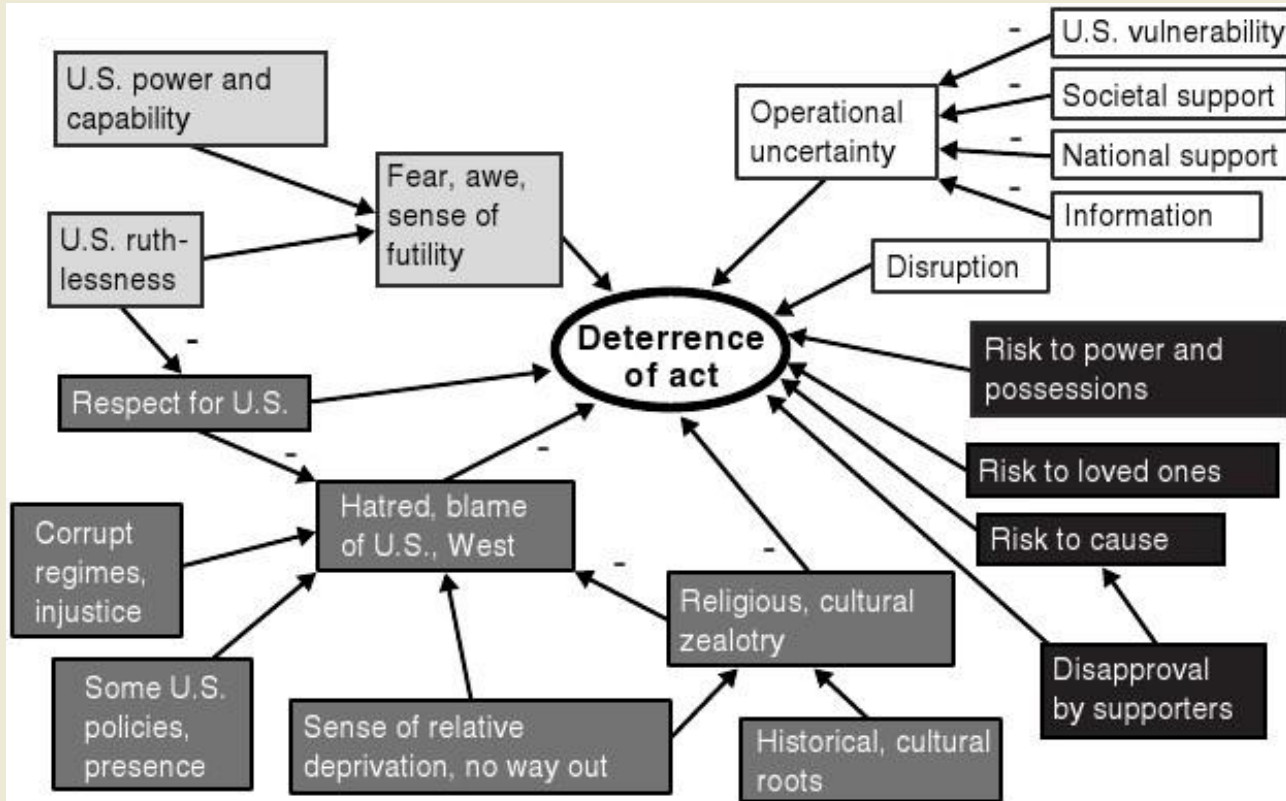 U.S. power and
capability
U.S. ruth-
lessness
Fear, awe,
sense of
futility
Operational
uncertainty
-
U.S. vulnerability
-
Societal support
-
National support
-
Information
Disruption
Deterrence
of act
-
Respect for U.S.
-
Hatred, blame
of U.S., West
-
Corrupt
regimes,
injustice
Some U.S.
policies,
presence
Sense of relative
deprivation, no way out
-
-
Religious, cultural
zealotry
Historical, cultural
roots
Risk to power and
possessions
Risk to loved ones
Risk to cause
Disapproval
by supporters